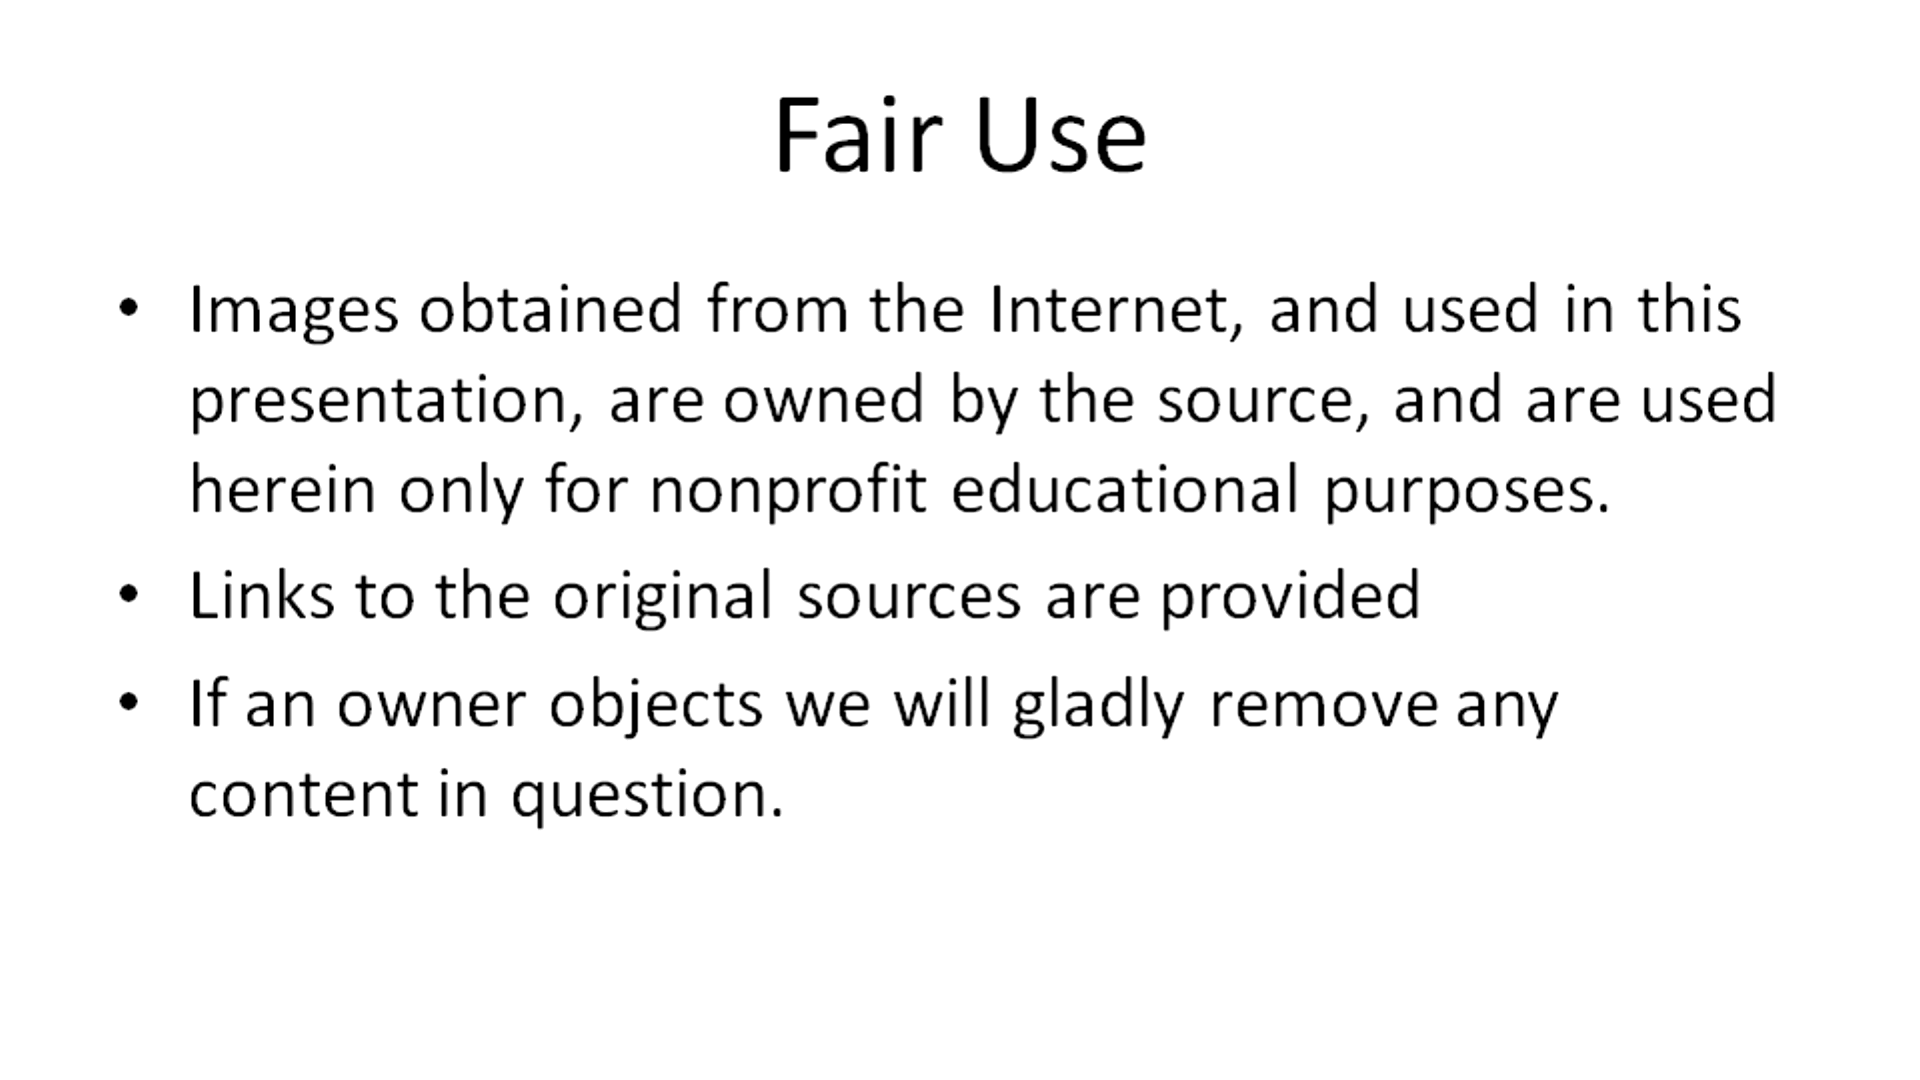 Fair Use
• Images obtained from the Internet, and used in this
presentation, are owned by the source, and are used
herein only for nonprofit educational purposes.
• Links to the original sources are provided
• If an owner objects we will gladly remove any
content in question.